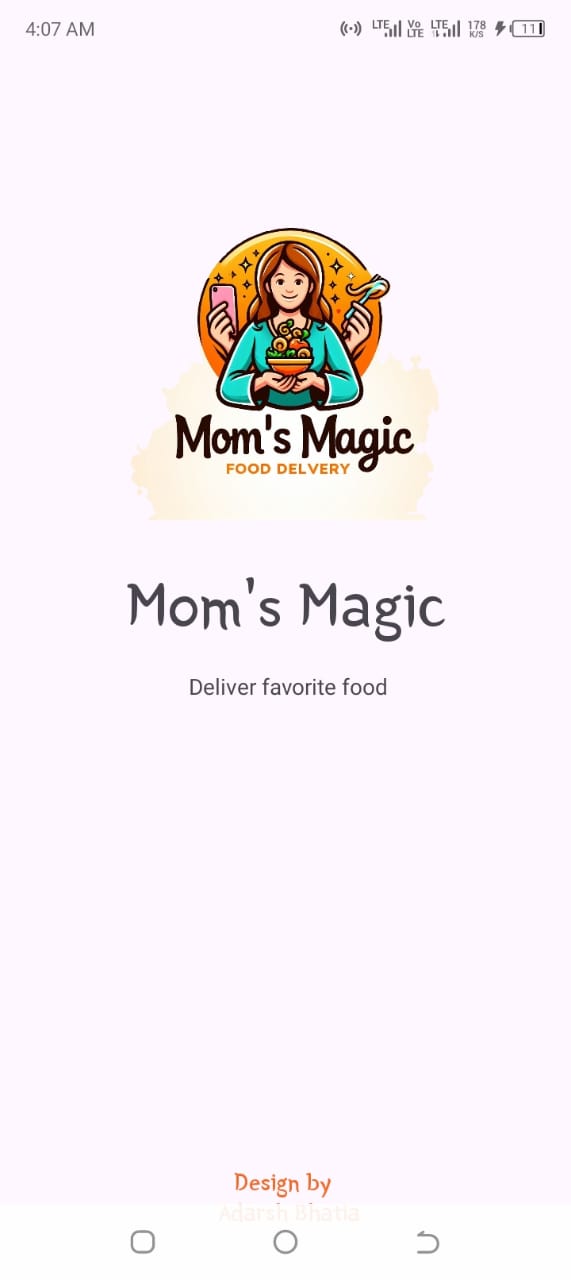 4:07 AM LTE Vo LTE LTE 178 K/S 11
Mom's Magic
FOOD DELVERY
Mom's Magic
Deliver favorite food
Design by
Adarsh Bhatia